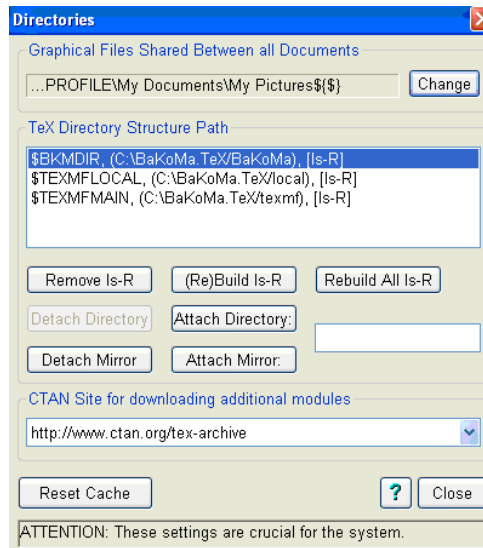 Directories
Graphical Files Shared Between all Documents
...PROFILE\My Documents\My Pictures${$}
Change
TeX Directory Structure Path
$BKMDIR, (C:\BaKoMa.TeX/BaKoMa), [ls-R]
$TEXMFLOCAL, (C:\BaKoMa.TeX/local), [ls-R]
$TEXMFMAIN, (C:\BaKoMa.TeX/texmf), [ls-R]
Remove ls-R (Re)Build ls-R Rebuild All ls-R
Detach Directory Attach Directory:
Detach Mirror Attach Mirror:
CTAN Site for downloading additional modules
http://www.ctan.org/tex-archive
Reset Cache ? Close
ATTENTION: These settings are crucial for the system.